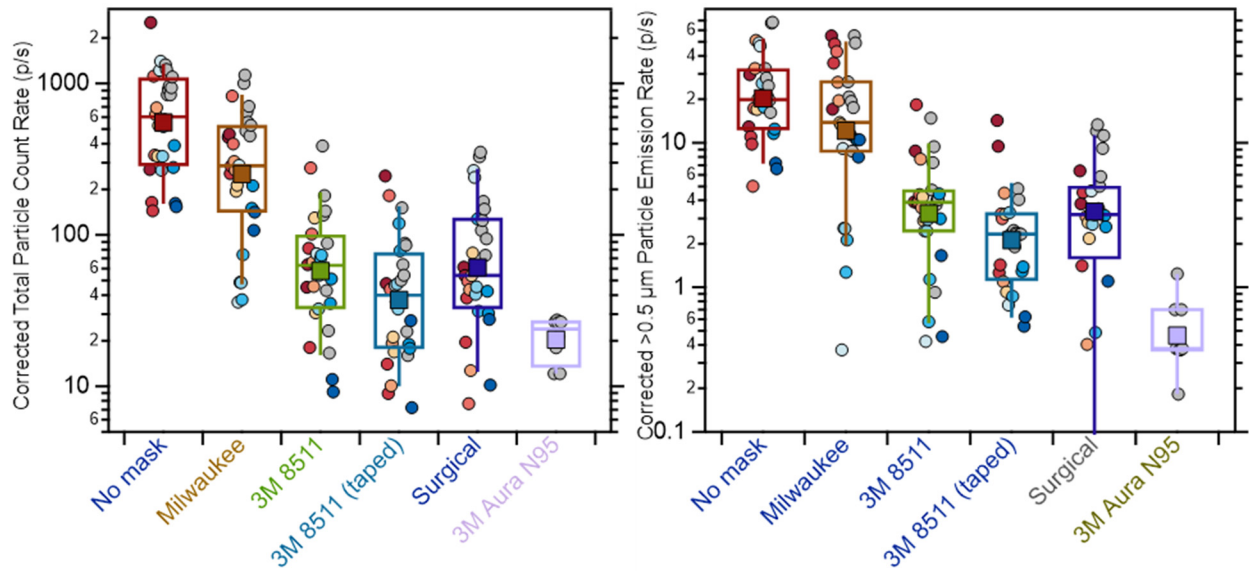 Corrected Total Particle Count Rate (p/s)
2
1000
6
4
2
100
6
4
2
10
6
No mask
Milwaukee
3M 8511
3M 8511 (taped)
Surgical
3M Aura N95
Corrected >0.5 µm Particle Emission Rate (p/s)
6
4
2
10
6
4
2
1
6
4
2
0.1
No mask
Milwaukee
3M 8511
3M 8511 (taped)
Surgical
3M Aura N95